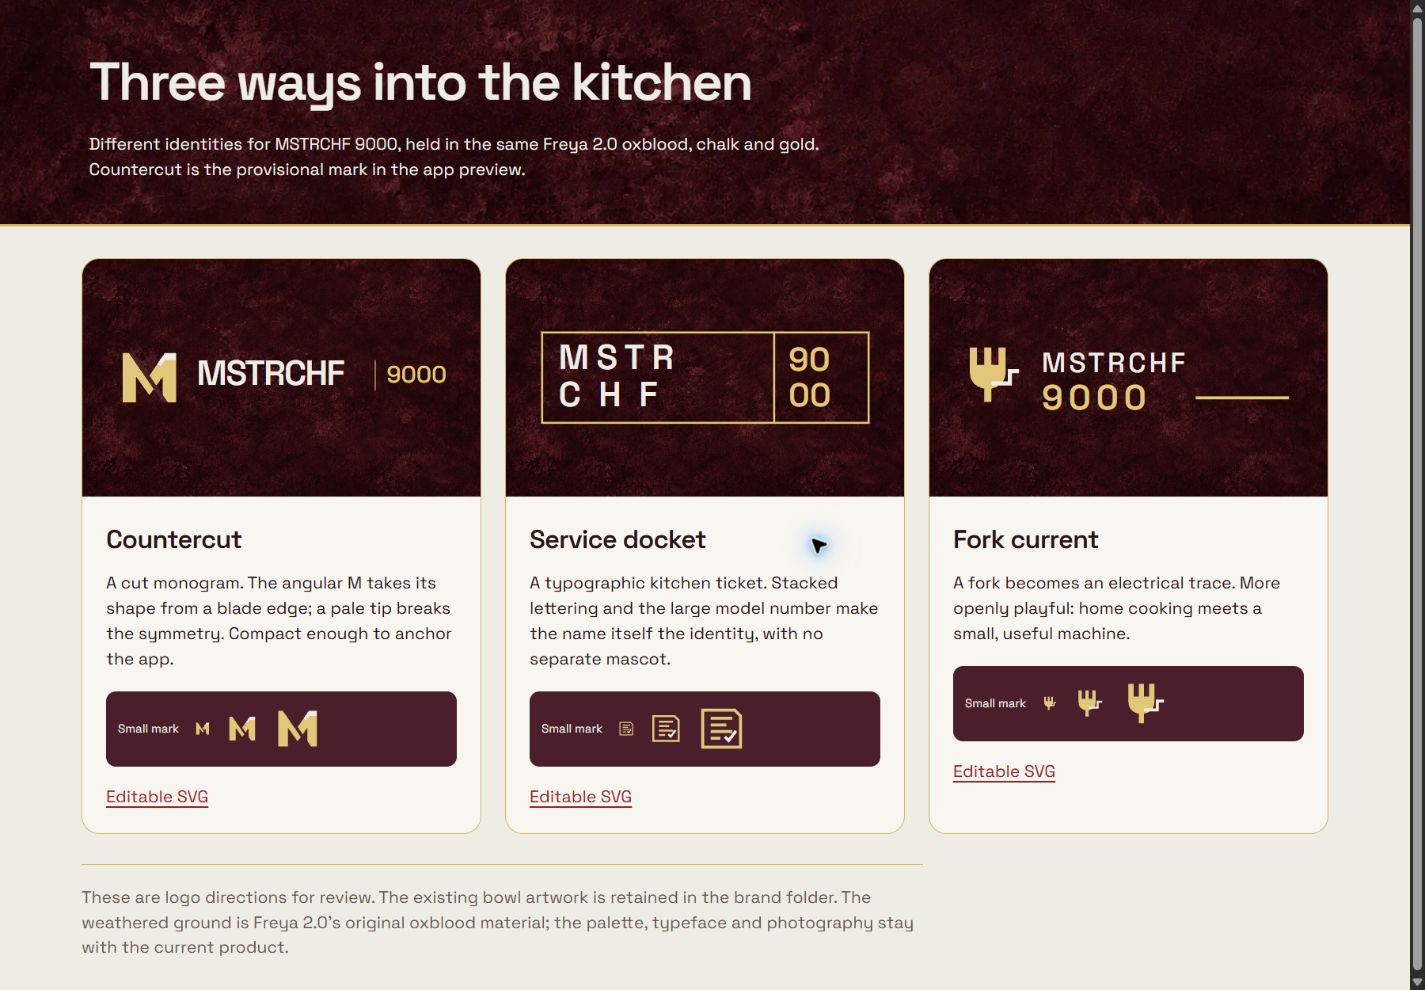 Three ways into the kitchen
Different identities for MSTRCHF 9000, held in the same Freya 2.0 oxblood, chalk and gold.
Countercut is the provisional mark in the app preview.
M MSTRCHF 9000
MSTR
CHF
90
00
MSTRCHF
9000
Countercut
A cut monogram. The angular M takes its
shape from a blade edge; a pale tip breaks
the symmetry. Compact enough to anchor
the app.
Small mark M M M
Editable SVG
Service docket
A typographic kitchen ticket. Stacked
lettering and the large model number make
the name itself the identity, with no
separate mascot.
Small mark
Editable SVG
Fork current
A fork becomes an electrical trace. More
openly playful: home cooking meets a
small, useful machine.
Small mark
Editable SVG
These are logo directions for review. The existing bowl artwork is retained in the brand folder. The
weathered ground is Freya 2.0's original oxblood material; the palette, typeface and photography stay
with the current product.